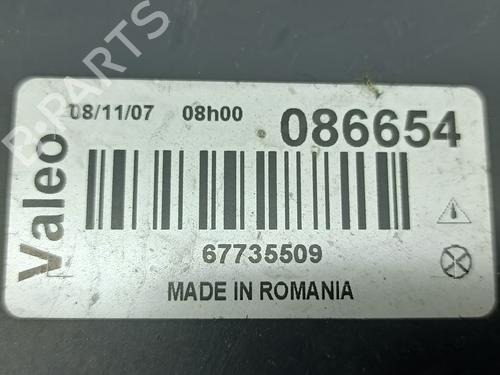 Valeo
08/11/07 08h00 086654
67735509
MADE IN ROMANIA
B-PARTS